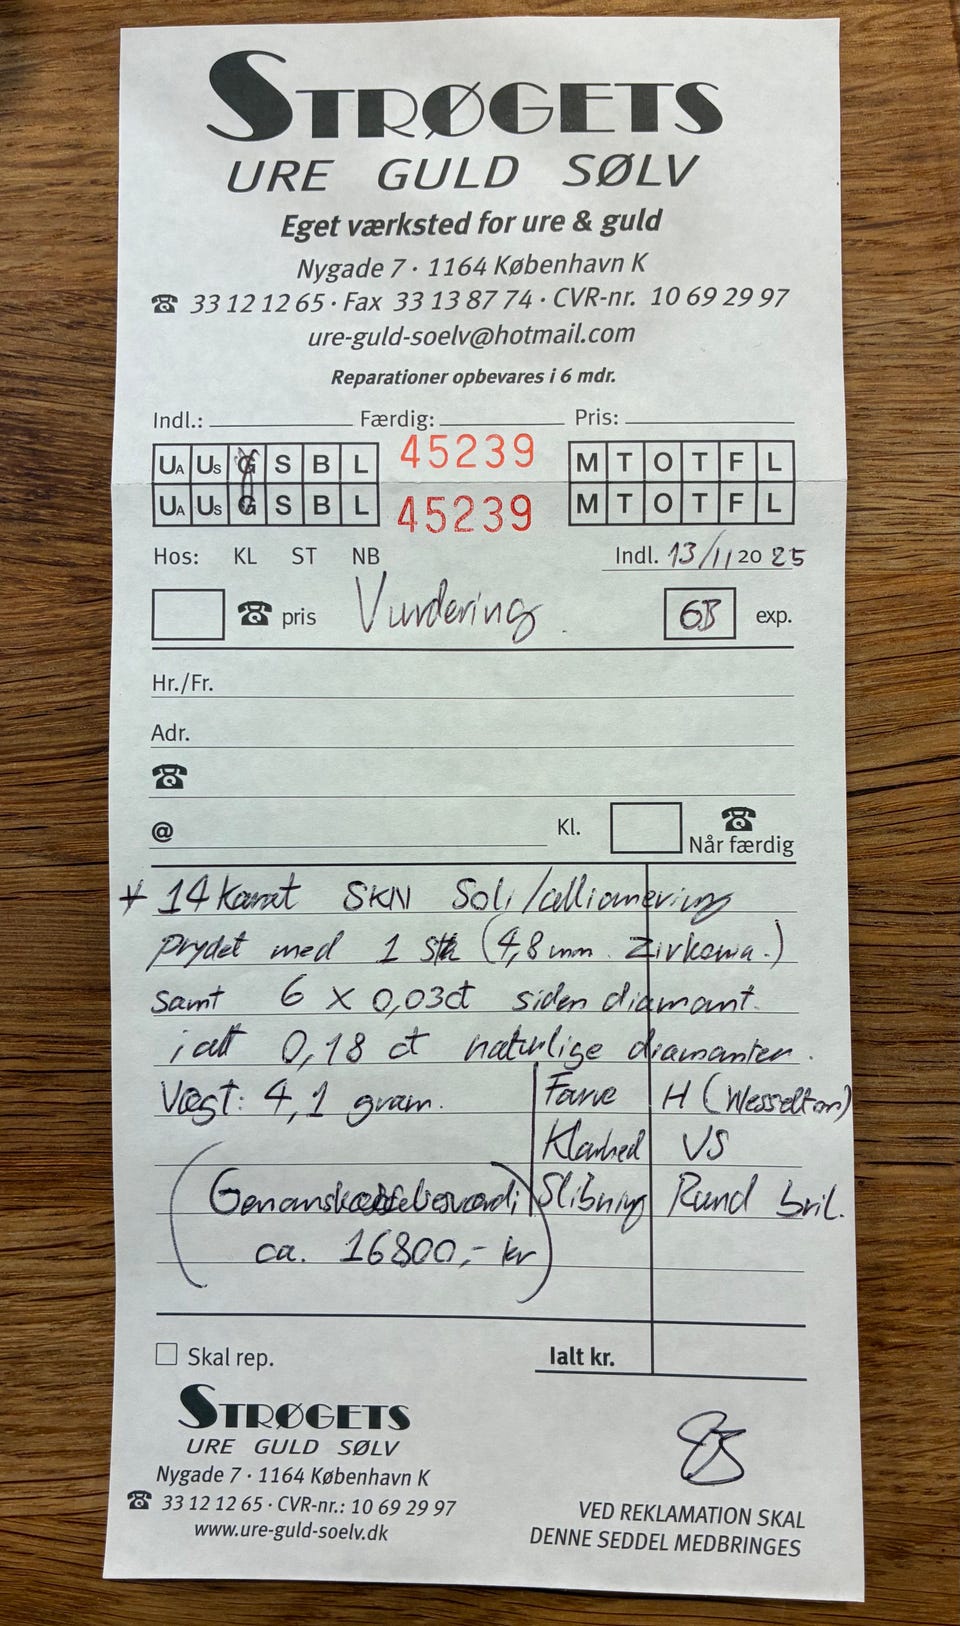 STRØGETS
URE GULD SØLV
Eget værksted for ure & guld
Nygade 7 · 1164 København K
☎ 33 12 12 65 · Fax 33 13 87 74 · CVR-nr. 10 69 29 97
ure-guld-soelv@hotmail.com
Reparationer opbevares i 6 mdr.
Indl.: Færdig: Pris:
UA US G S B L 45239 M T O T F L
UA US G S B L 45239 M T O T F L
Hos: KL ST NB Indl. 13/11 20 25
☎ pris Vurdering. GB exp.
Hr./Fr.
Adr.
☎
@ Kl. ☎ Når færdig
14 karat SKN Soli/alliancering
prydet med 1 stk (4,8 mm. Zirkonia.)
samt 6 X 0,03ct siden diamant.
i alt 0,18 ct naturlige diamanter.
Vægt: 4,1 gram. Farve H (Wesselton)
Klarhed VS
(Genanskaffelsesværdi Slibning Rund bril.
ca. 16800,- kr)
Skal rep. Ialt kr.
STRØGETS
URE GULD SØLV
Nygade 7 · 1164 København K
☎ 33 12 12 65 · CVR-nr.: 10 69 29 97
www.ure-guld-soelv.dk
VED REKLAMATION SKAL
DENNE SEDDEL MEDBRINGES